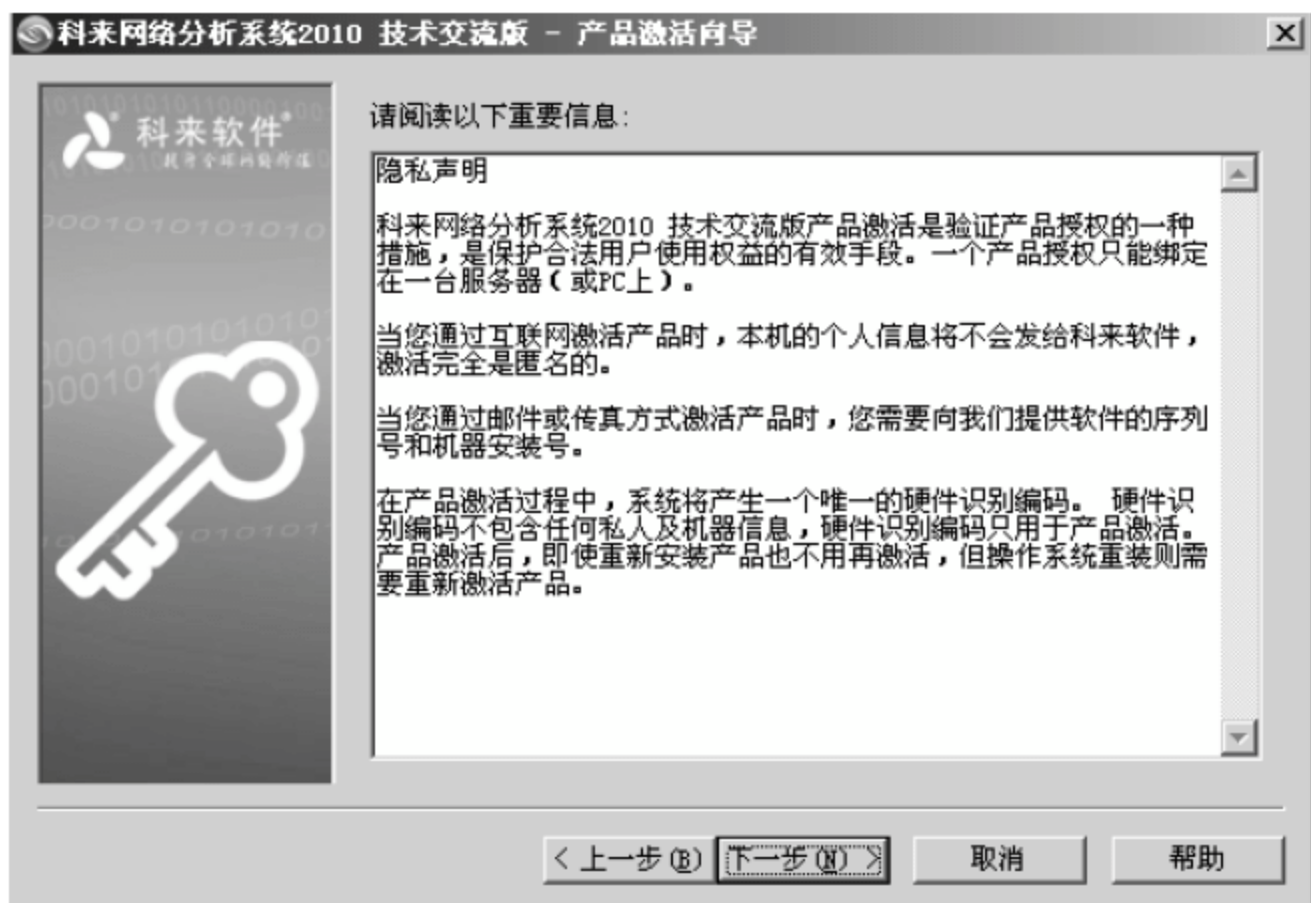 科来网络分析系统2010 技术交流版 - 产品激活向导
科来软件
请阅读以下重要信息:
隐私声明
科来网络分析系统2010 技术交流版产品激活是验证产品授权的一种
措施，是保护合法用户使用权益的有效手段。一个产品授权只能绑定
在一台服务器（或PC上）。
当您通过互联网激活产品时，本机的个人信息将不会发给科来软件，
激活完全是匿名的。
当您通过邮件或传真方式激活产品时，您需要向我们提供软件的序列
号和机器安装号。
在产品激活过程中，系统将产生一个唯一的硬件识别编码。 硬件识
别编码不包含任何私人及机器信息，硬件识别编码只用于产品激活。
产品激活后，即使重新安装产品也不用再激活，但操作系统重装则需
要重新激活产品。
< 上一步(B) 下一步(N) > 取消 帮助